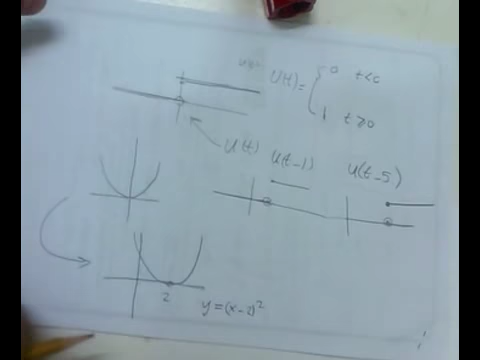 U(t)= { 0 t<0
1 t≥0
U(t)
U(t-1)
U(t-5)
2
y=(x-2)²